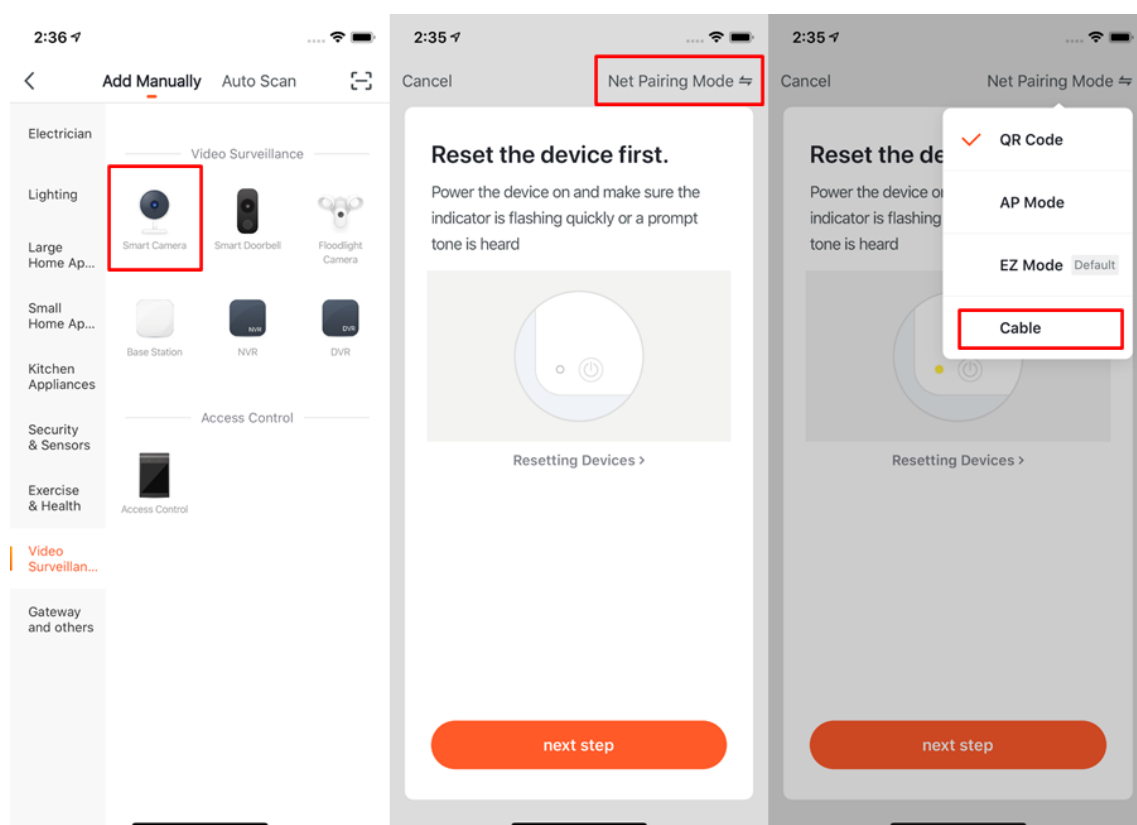 2:36
Add Manually Auto Scan
Electrician
Lighting
Large
Home Ap...
Small
Home Ap...
Kitchen
Appliances
Security
& Sensors
Exercise
& Health
Video
Surveillan...
Gateway
and others
Video Surveillance
Smart Camera
Smart Doorbell
Floodlight
Camera
Base Station
NVR
NVR
DVR
DVR
Access Control
Access Control
2:35
Cancel Net Pairing Mode
Reset the device first.
Power the device on and make sure the
indicator is flashing quickly or a prompt
tone is heard
Resetting Devices >
next step
2:35
Cancel Net Pairing Mode
Reset the de
Power the device o
indicator is flashing
tone is heard
QR Code
AP Mode
EZ Mode Default
Cable
Resetting Devices >
next step